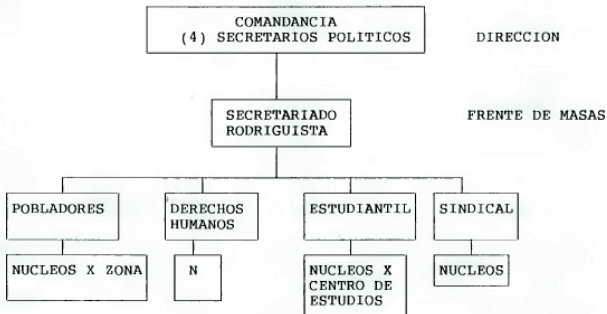 COMANDANCIA
(4) SECRETARIOS POLITICOS
DIRECCION
SECRETARIADO
RODRIGUISTA
FRENTE DE MASAS
POBLADORES
DERECHOS
HUMANOS
ESTUDIANTIL
SINDICAL
NUCLEOS X ZONA
N
NUCLEOS X
CENTRO DE
ESTUDIOS
NUCLEOS